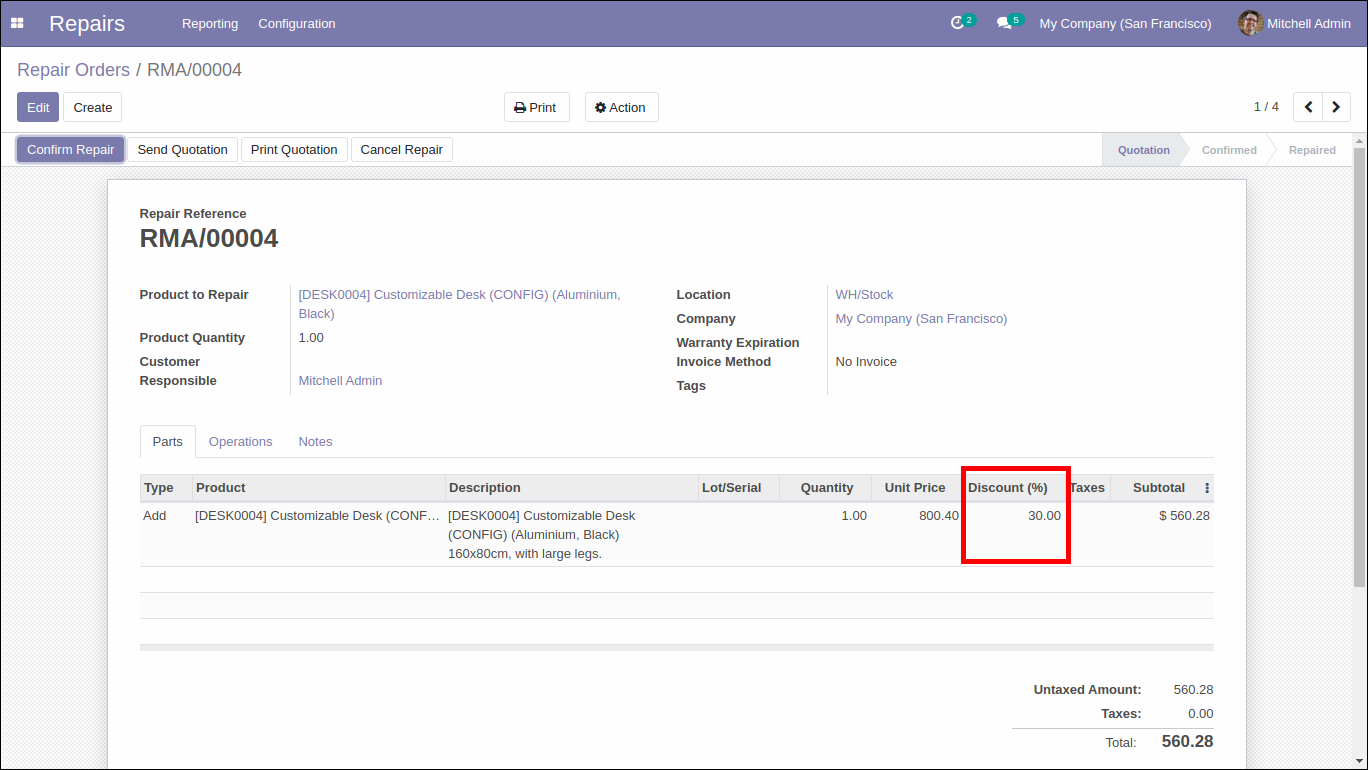 Repairs Reporting Configuration 2 5 My Company (San Francisco) Mitchell Admin
Repair Orders / RMA/00004
Edit Create Print Action 1 / 4
Confirm Repair Send Quotation Print Quotation Cancel Repair Quotation Confirmed Repaired
Repair Reference
RMA/00004
Product to Repair [DESK0004] Customizable Desk (CONFIG) (Aluminium,
Black)
Product Quantity 1.00
Customer
Responsible Mitchell Admin
Location WH/Stock
Company My Company (San Francisco)
Warranty Expiration
Invoice Method No Invoice
Tags
Parts Operations Notes
Type Product Description Lot/Serial Quantity Unit Price Discount (%) Taxes Subtotal
Add [DESK0004] Customizable Desk (CONF... [DESK0004] Customizable Desk 1.00 800.40 30.00 $ 560.28
(CONFIG) (Aluminium, Black)
160x80cm, with large legs.
Untaxed Amount: 560.28
Taxes: 0.00
Total: 560.28